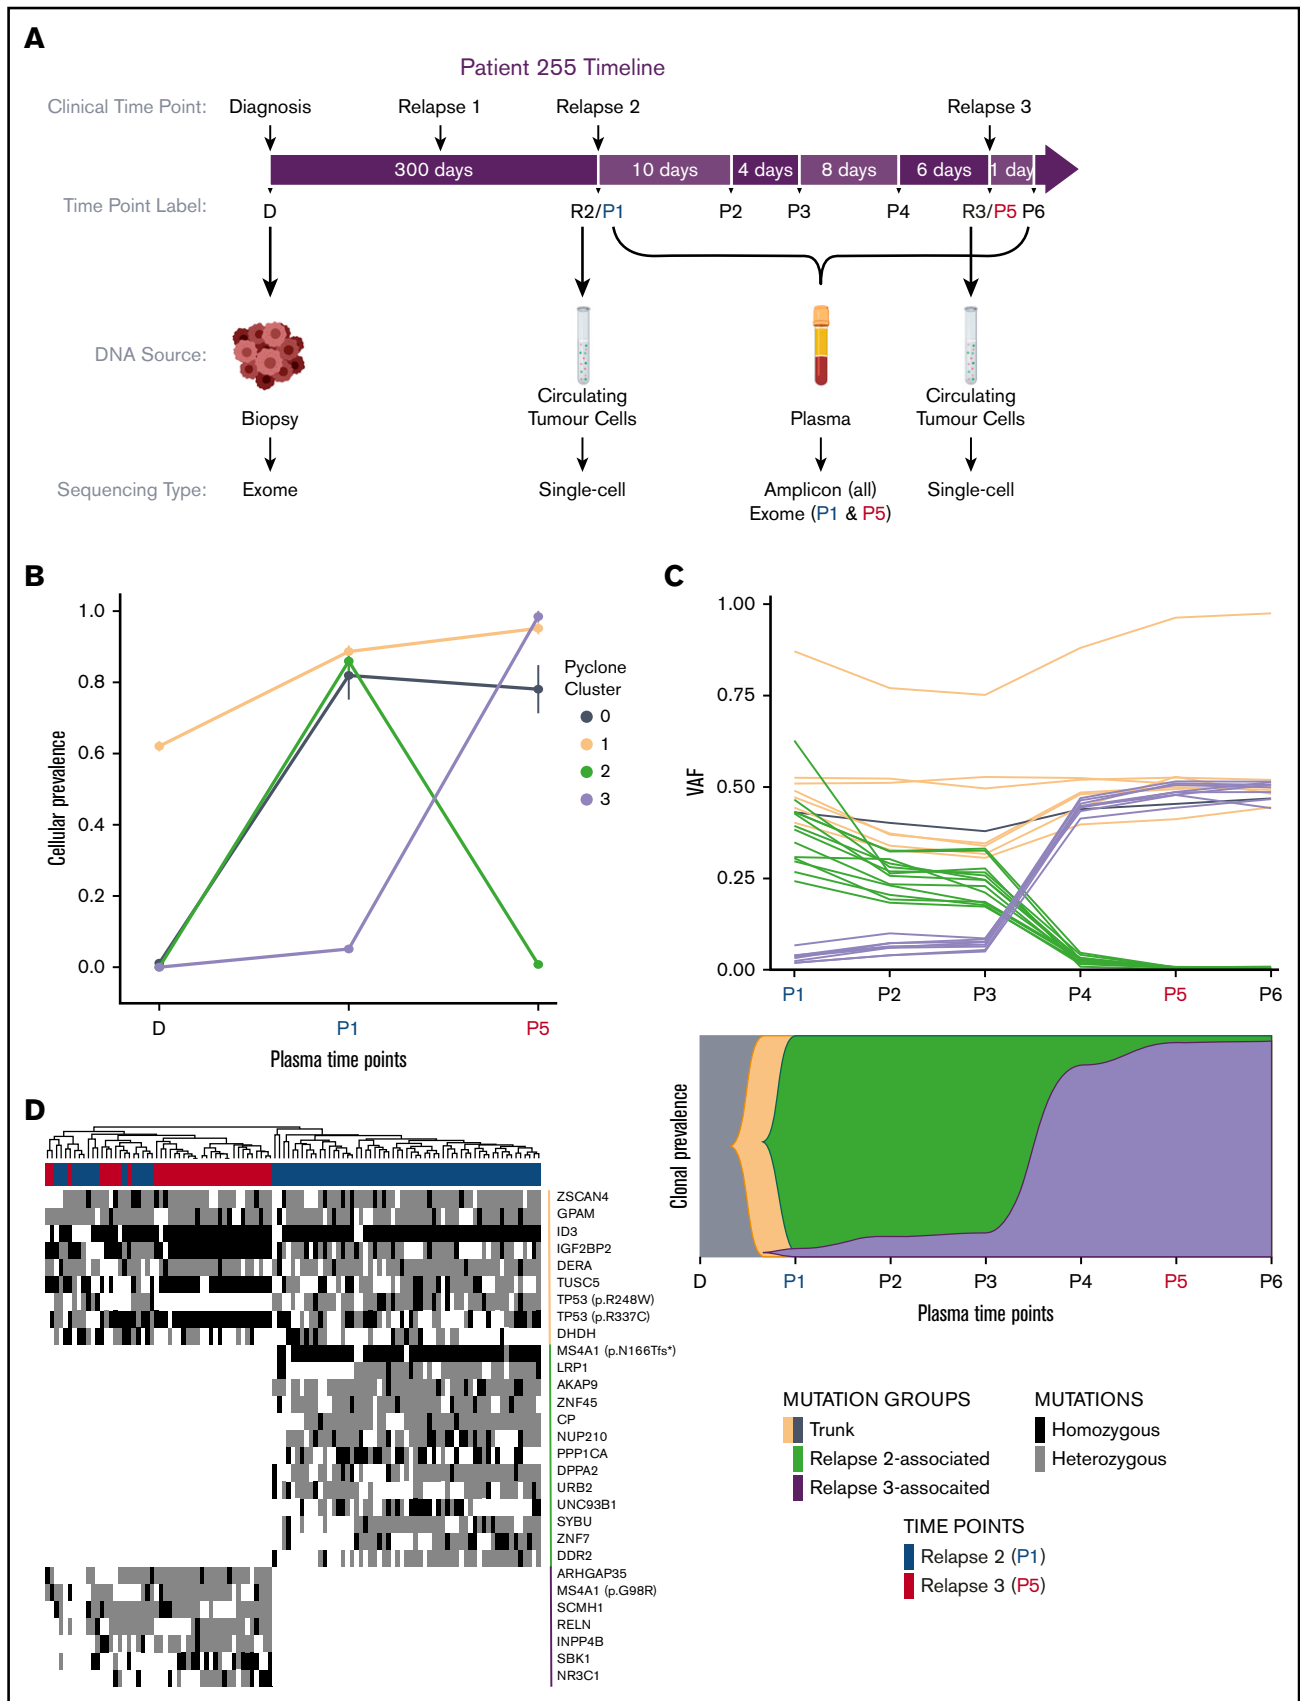 A
Patient 255 Timeline
Clinical Time Point: Diagnosis Relapse 1 Relapse 2 Relapse 3
300 days 10 days 4 days 8 days 6 days 1 day
Time Point Label: D R2/P1 P2 P3 P4 R3/P5 P6
DNA Source:
Circulating Circulating
Biopsy Tumour Cells Plasma Tumour Cells
Sequencing Type: Exome Single-cell Amplicon (all) Single-cell
Exome (P1 & P5)
B
Cellular prevalence
1.0
0.8
0.6
0.4
0.2
0.0
D P1 P5
Plasma time points
Pyclone
Cluster
0
1
2
3
C
VAF
1.00
0.75
0.50
0.25
0.00
P1 P2 P3 P4 P5 P6
Clonal prevalence
D P1 P2 P3 P4 P5 P6
Plasma time points
D
ZSCAN4
GPAM
ID3
IGF2BP2
DERA
TUSC5
TP53 (p.R248W)
TP53 (p.R337C)
DHDH
MS4A1 (p.N166Tfs*)
LRP1
AKAP9
ZNF45
CP
NUP210
PPP1CA
DPPA2
URB2
UNC93B1
SYBU
ZNF7
DDR2
ARHGAP35
MS4A1 (p.G98R)
SCMH1
RELN
INPP4B
SBK1
NR3C1
MUTATION GROUPS
Trunk
Relapse 2-associated
Relapse 3-assocaited
MUTATIONS
Homozygous
Heterozygous
TIME POINTS
Relapse 2 (P1)
Relapse 3 (P5)